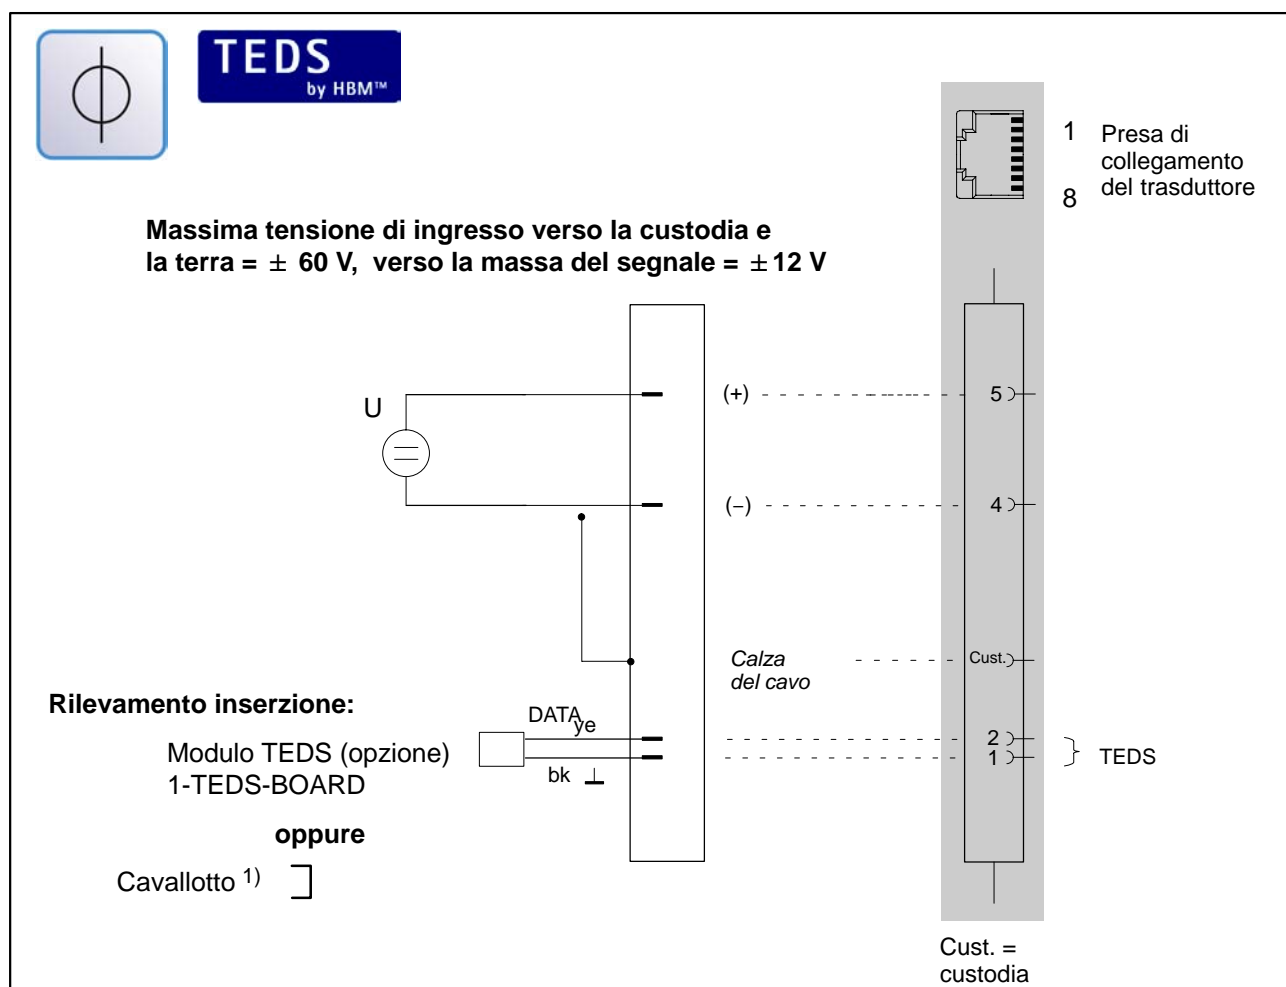 TEDS
by HBM™
1
Presa di
collegamento
del trasduttore
8
Massima tensione di ingresso verso la custodia e
la terra = ± 60 V, verso la massa del segnale = ±12 V
U
(+)
5
(−)
4
Calza
del cavo
Cust.
Rilevamento inserzione:
DATA
ye
Modulo TEDS (opzione)
1-TEDS-BOARD
bk
2
1
TEDS
oppure
Cavallotto 1)
Cust. =
custodia